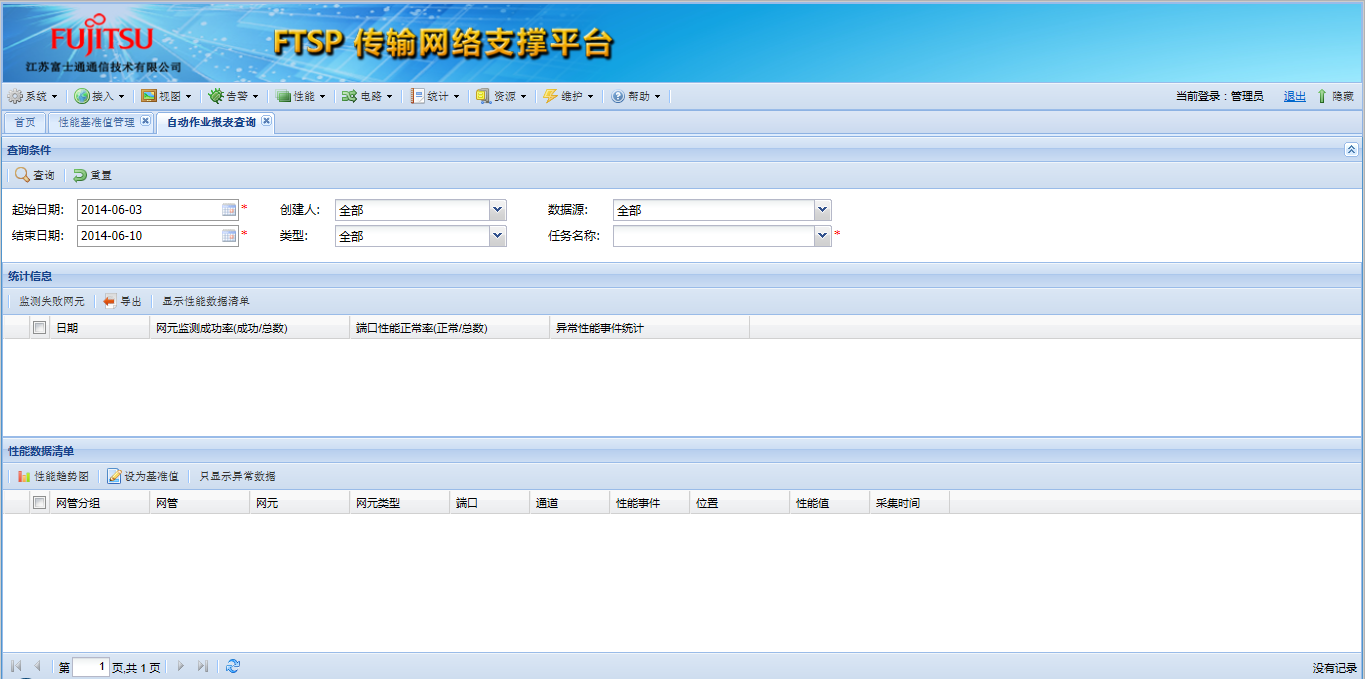 FUJITSU
江苏富士通通信技术有限公司
FTSP 传输网络支撑平台
系统 接入 视图 告警 性能 电路 统计 资源 维护 帮助 当前登录：管理员 退出 隐藏
首页 性能基准值管理 自动作业报表查询
查询条件
查询 重置
起始日期: 2014-06-03 * 创建人: 全部 数据源: 全部
结束日期: 2014-06-10 * 类型: 全部 任务名称: *
统计信息
监测失败网元 导出 显示性能数据清单
日期 网元监测成功率(成功/总数) 端口性能正常率(正常/总数) 异常性能事件统计
性能数据清单
性能趋势图 设为基准值 只显示异常数据
网管分组 网管 网元 网元类型 端口 通道 性能事件 位置 性能值 采集时间
第 1 页,共 1 页 没有记录